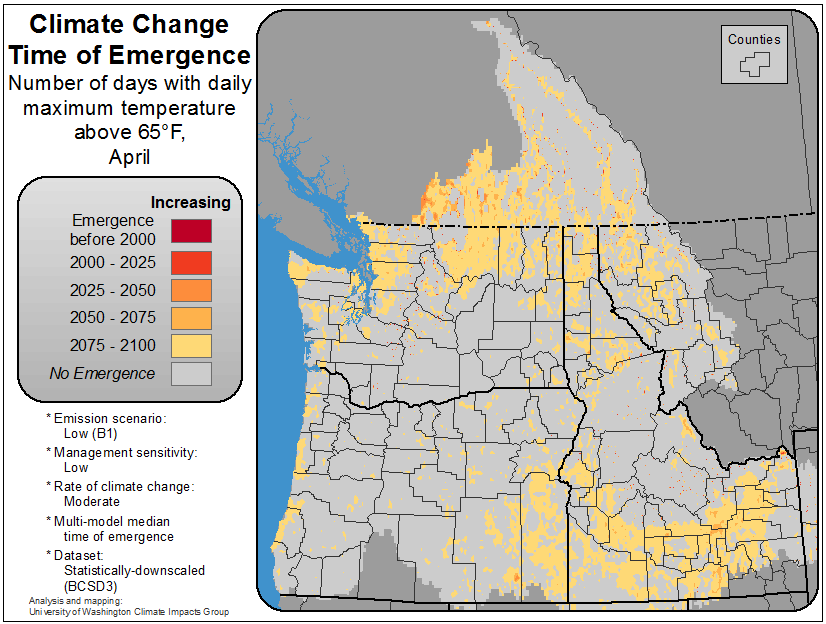 Climate Change
Time of Emergence
Number of days with daily
maximum temperature
above 65°F,
April
Increasing
Emergence
before 2000
2000 - 2025
2025 - 2050
2050 - 2075
2075 - 2100
No Emergence
* Emission scenario:
Low (B1)
* Management sensitivity:
Low
* Rate of climate change:
Moderate
* Multi-model median
time of emergence
* Dataset:
Statistically-downscaled
(BCSD3)
Analysis and mapping:
University of Washington Climate Impacts Group
Counties